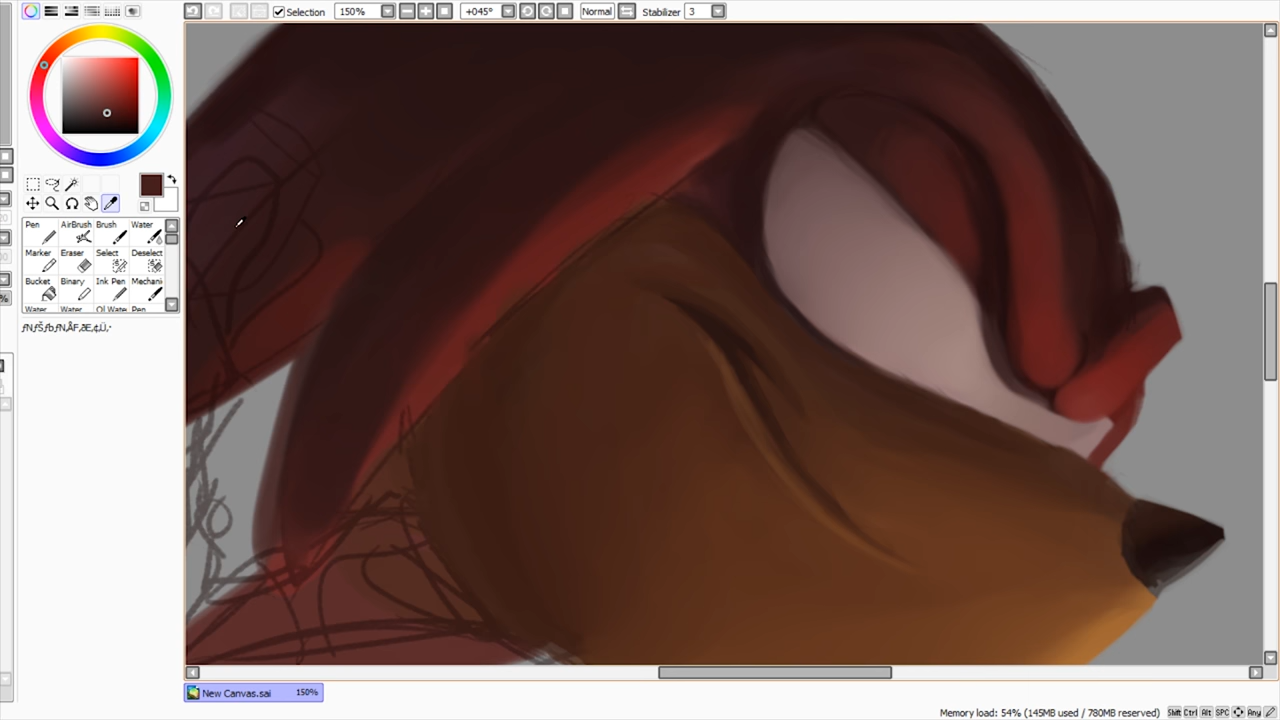 Selection 150% +045° Normal Stabilizer 3
Pen AirBrush Brush Water
Marker Eraser Select Deselect
Bucket Binary Ink Pen Mechani
Water Water Pen
New Canvas.sai 150%
Memory load: 54% (145MB used / 780MB reserved) Shift Ctrl Alt SPC Any